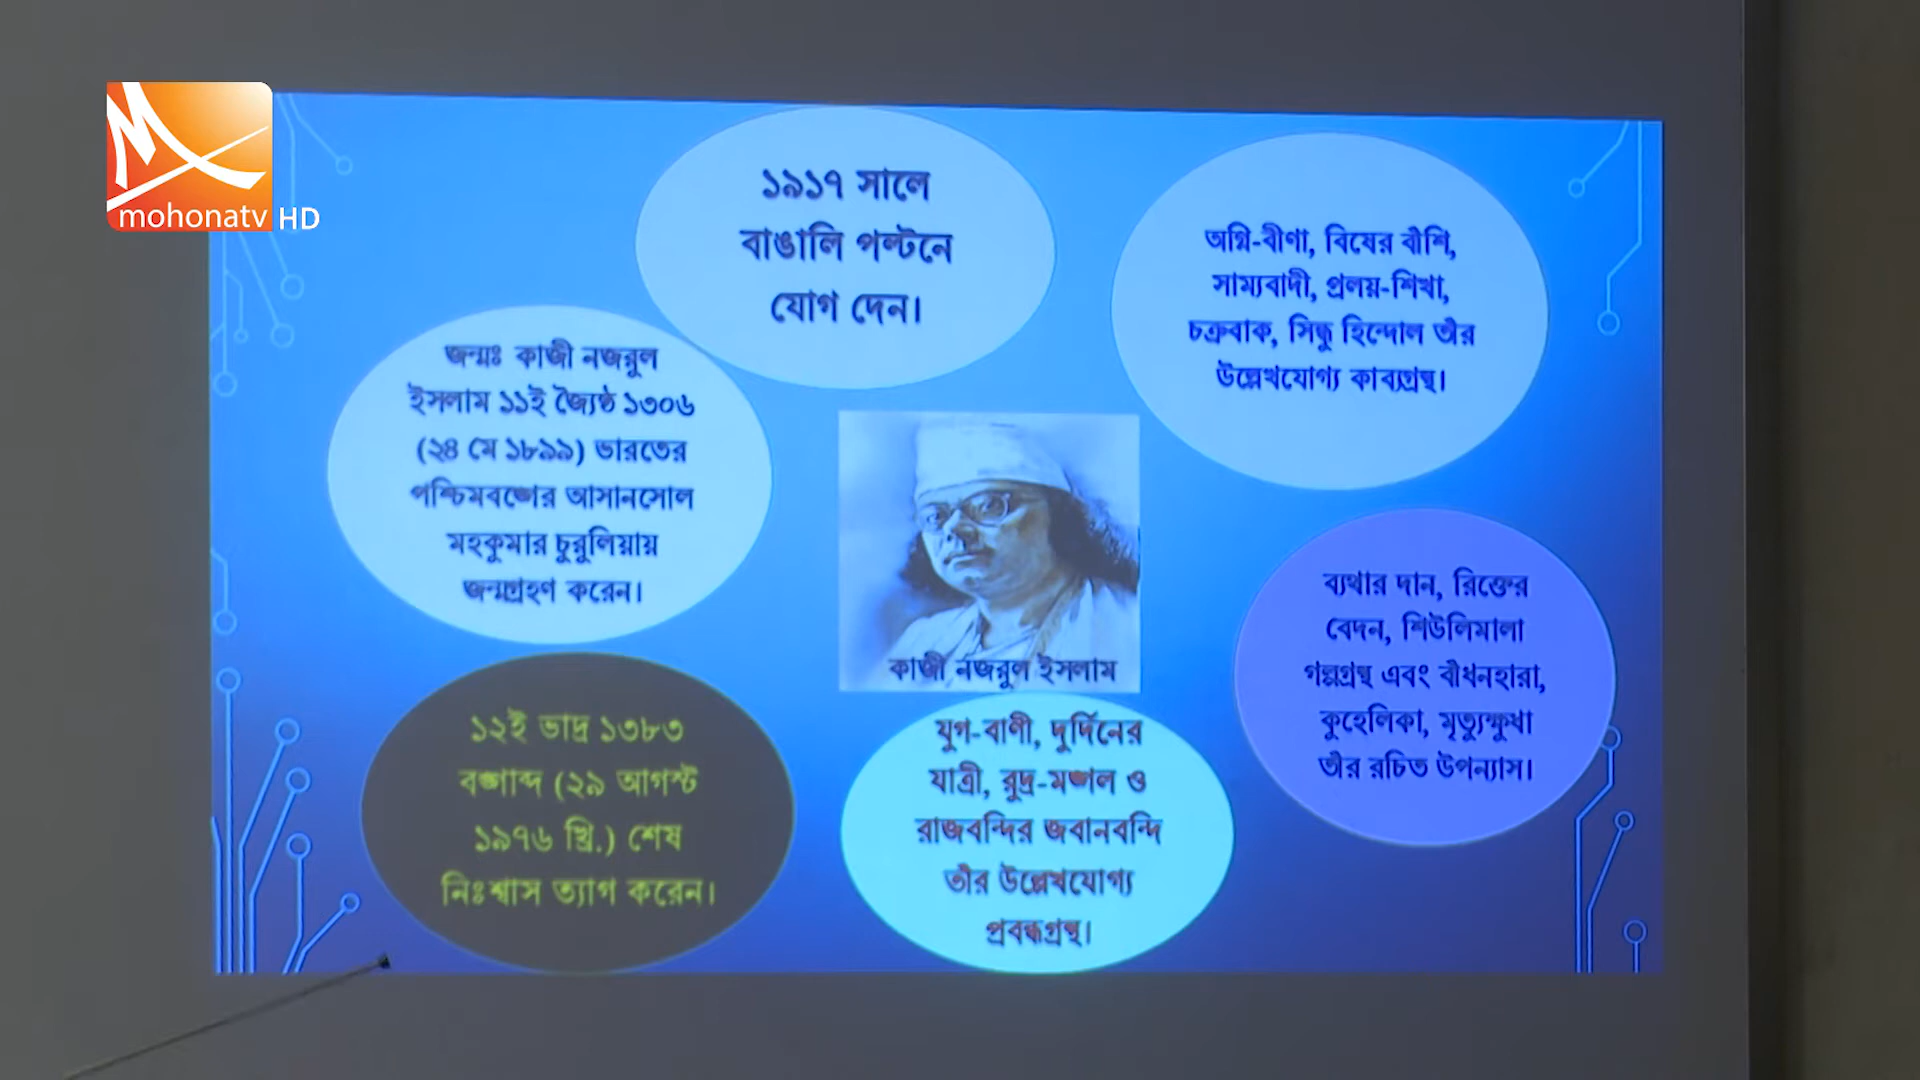 mohonatv HD
১৯১৭ সালে
বাঙালি পল্টনে
যোগ দেন।
অগ্নি-বীণা, বিষের বাঁশি,
সাম্যবাদী, প্রলয়-শিখা,
চক্রবাক, সিন্ধু হিন্দোল তাঁর
উল্লেখযোগ্য কাব্যগ্রন্থ।
জন্মঃ কাজী নজরুল
ইসলাম ১১ই জ্যৈষ্ঠ ১৩০৬
(২৪ মে ১৮৯৯) ভারতের
পশ্চিমবঙ্গের আসানসোল
মহকুমার চুরুলিয়ায়
জন্মগ্রহণ করেন।
কাজী নজরুল ইসলাম
ব্যথার দান, রিক্তের
বেদন, শিউলিমালা
গল্পগ্রন্থ এবং বাঁধনহারা,
কুহেলিকা, মৃত্যুক্ষুধা
তাঁর রচিত উপন্যাস।
১২ই ভাদ্র ১৩৮৩
বঙ্গাব্দ (২৯ আগস্ট
১৯৭৬ খ্রি.) শেষ
নিঃশ্বাস ত্যাগ করেন।
যুগ-বাণী, দুর্দিনের
যাত্রী, রুদ্র-মঙ্গল ও
রাজবন্দির জবানবন্দি
তাঁর উল্লেখযোগ্য
প্রবন্ধগ্রন্থ।